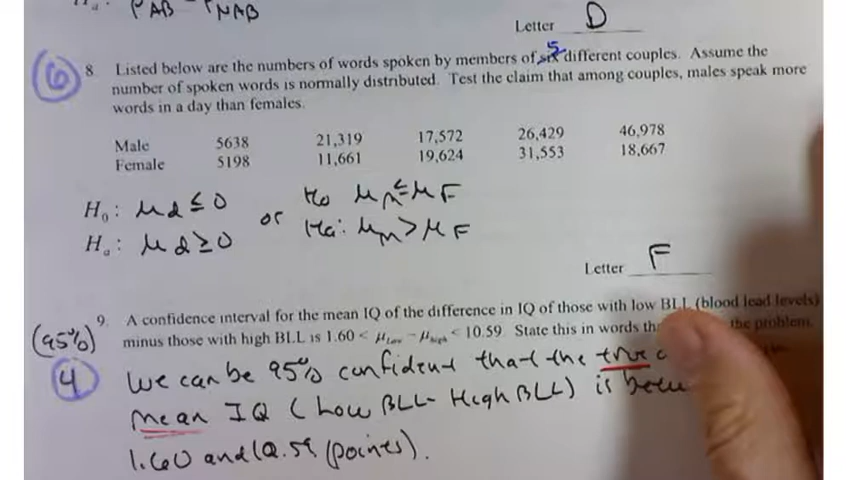 PAB - PNAB
Letter D
6 8. Listed below are the numbers of words spoken by members of six 5 different couples. Assume the
number of spoken words is normally distributed. Test the claim that among couples, males speak more
words in a day than females.
Male 5638 21,319 17,572 26,429 46,978
Female 5198 11,661 19,624 31,553 18,667
H₀: μd ≤ 0 or Ho μm ≤ μF
Hₐ: μd ≥ 0 Ha: μm > μF
Letter F
9. A confidence interval for the mean IQ of the difference in IQ of those with low BLL (blood lead levels)
(95%) minus those with high BLL is 1.60 < μLow - μhigh < 10.59. State this in words the problem.
4 We can be 95% confident that the true
mean IQ (Low BLL - High BLL) is
1.60 and 10.59 (points).